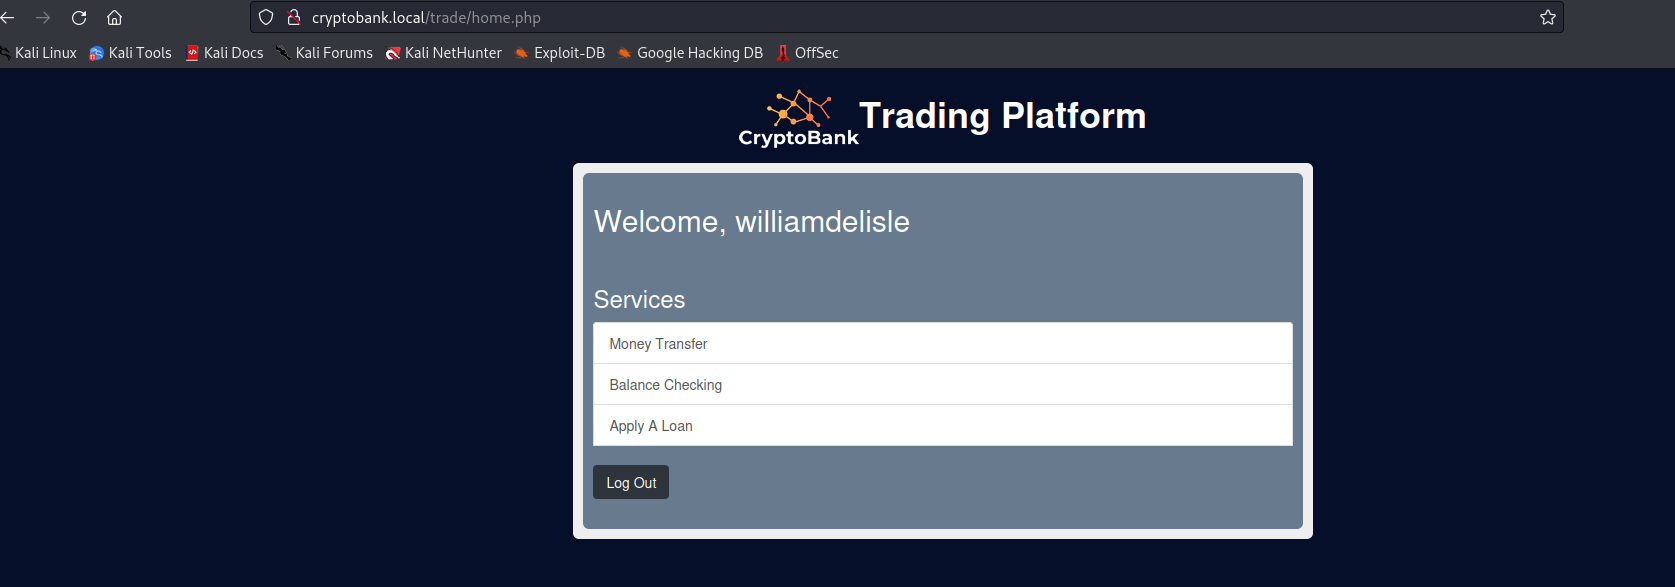 cryptobank.local/trade/home.php
Kali Linux Kali Tools Kali Docs Kali Forums Kali NetHunter Exploit-DB Google Hacking DB OffSec
CryptoBank Trading Platform
Welcome, williamdelisle
Services
Money Transfer
Balance Checking
Apply A Loan
Log Out